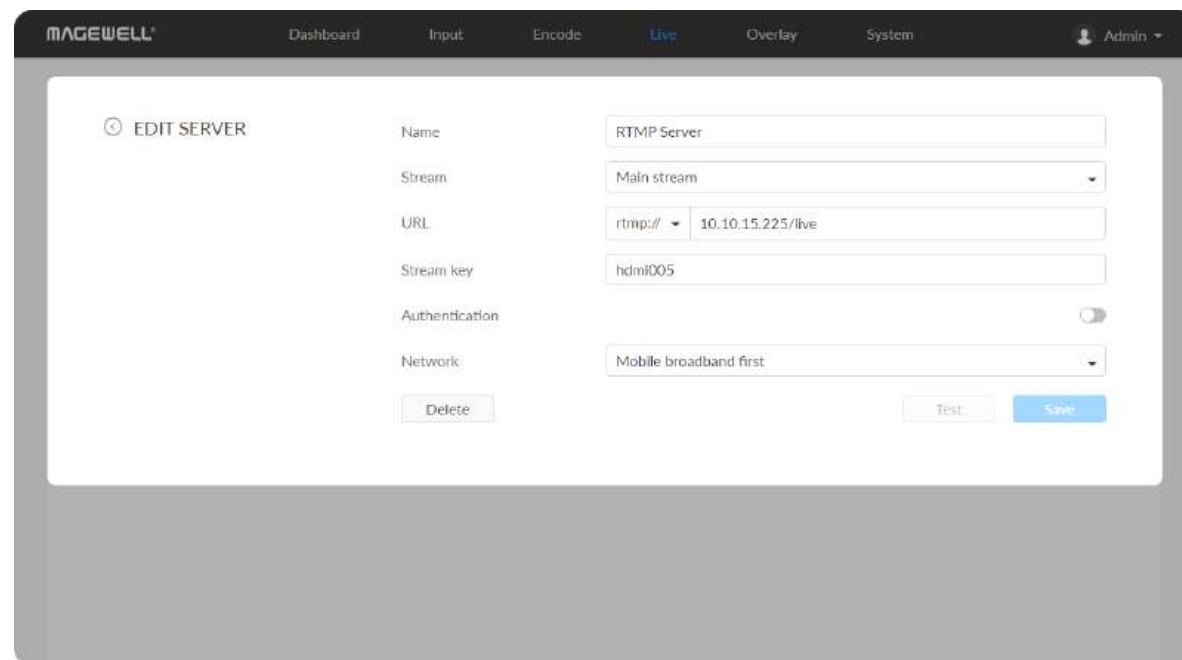 MAGEWELL® Dashboard Input Encode Live Overlay System Admin
EDIT SERVER
Name RTMP Server
Stream Main stream
URL rtmp:// 10.10.15.225/live
Stream key hdmi005
Authentication
Network Mobile broadband first
Delete Test Save